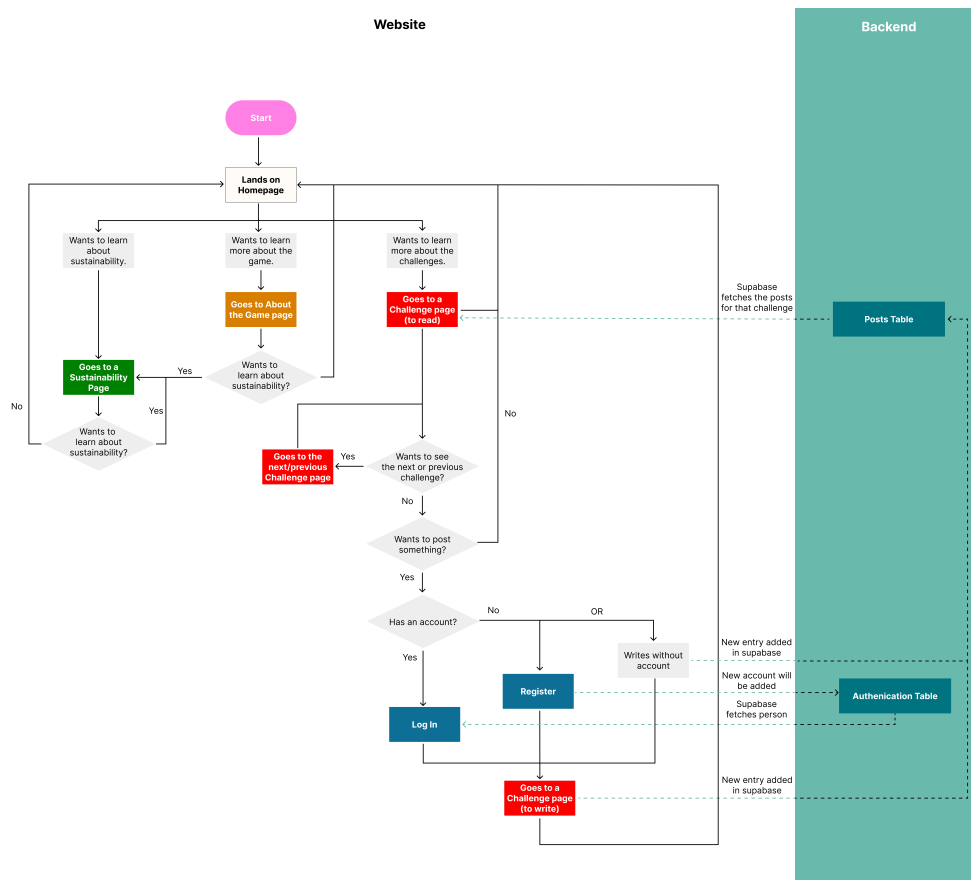 Website
Backend
Start
Lands on
Homepage
Wants to learn
about
sustainability.
Wants to learn
more about the
game.
Wants to learn
more about the
challenges.
Goes to About
the Game page
Goes to a
Challenge page
(to read)
Supabase
fetches the posts
for that challenge
Posts Table
Goes to a
Sustainability
Page
Yes
Wants to
learn about
sustainability?
No
Yes
Wants to
learn about
sustainability?
No
Goes to the
next/previous
Challenge page
Yes
Wants to see
the next or previous
challenge?
No
Wants to post
something?
Yes
Has an account?
No
OR
Yes
Writes without
account
New entry added
in supabase
Register
New account will
be added
Authenication Table
Log In
Supabase
fetches person
Goes to a
Challenge page
(to write)
New entry added
in supabase